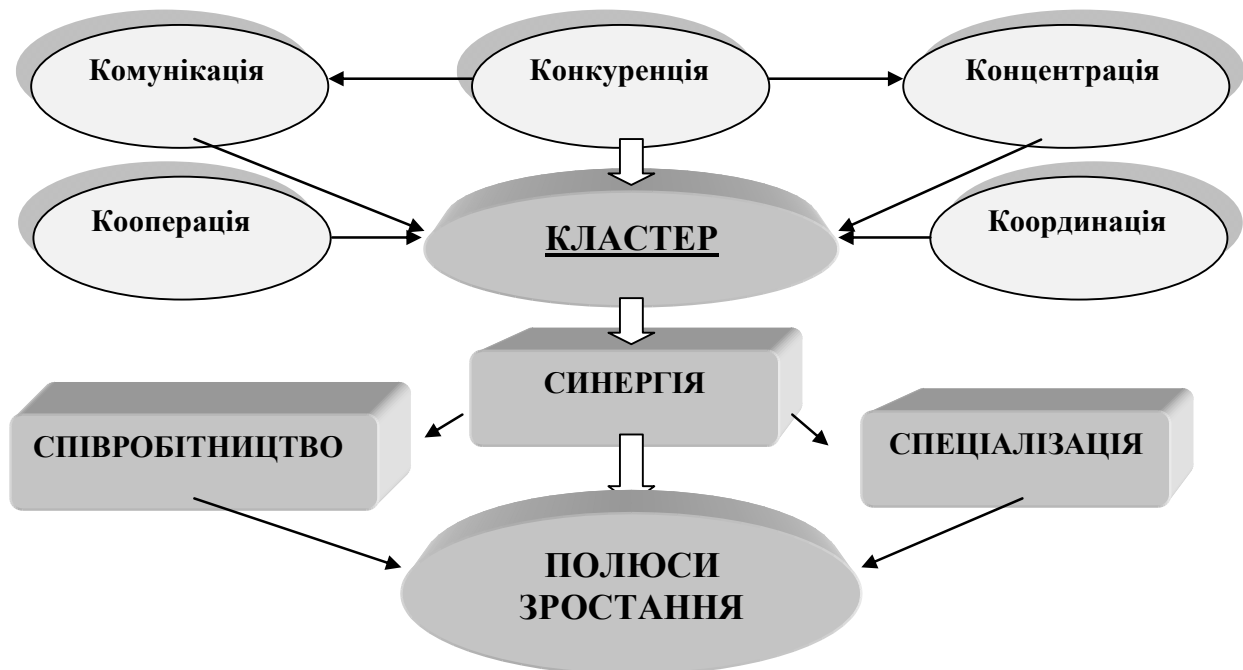 Комунікація
Конкуренція
Концентрація
Кооперація
КЛАСТЕР
Координація
СИНЕРГІЯ
СПІВРОБІТНИЦТВО
СПЕЦІАЛІЗАЦІЯ
ПОЛЮСИ
ЗРОСТАННЯ